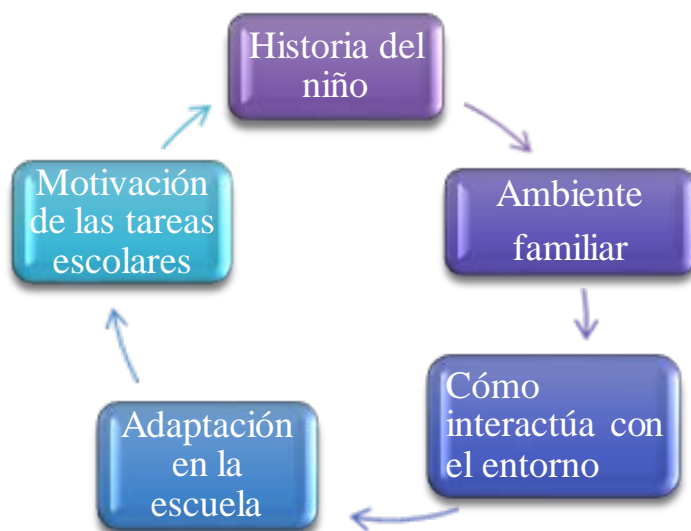 Historia del
niño
Ambiente
familiar
Cómo
interactúa con
el entorno
Adaptación
en la
escuela
Motivación
de las tareas
escolares